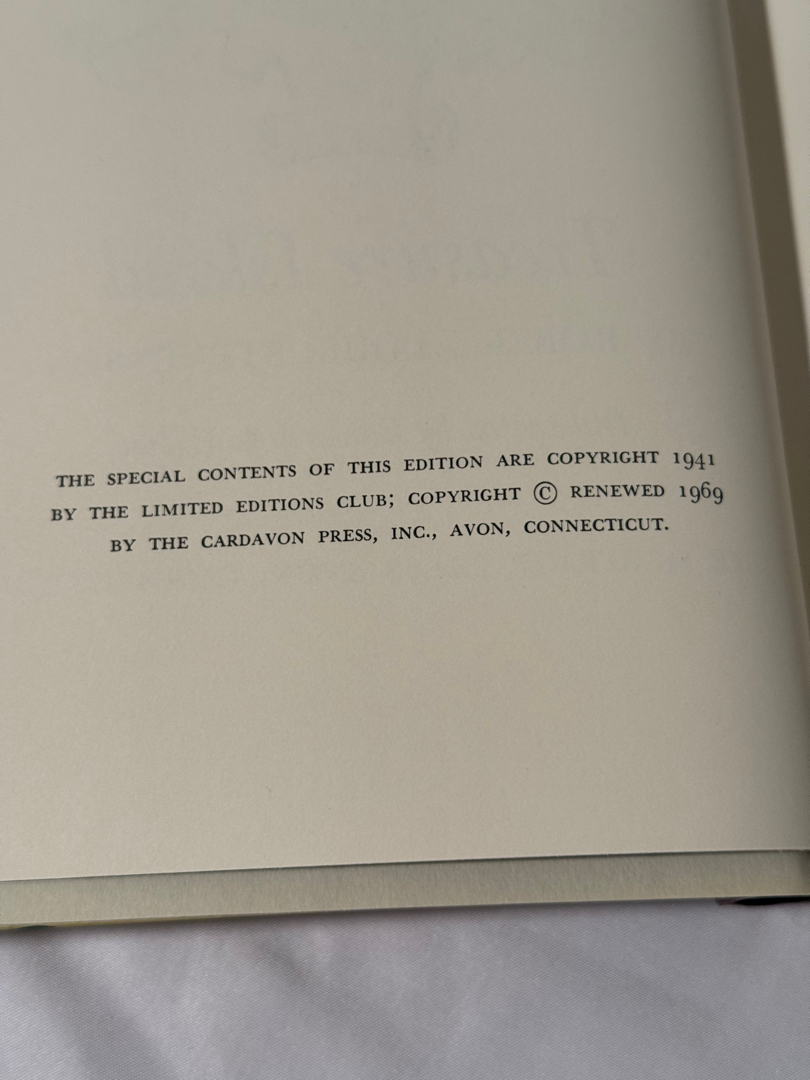 THE SPECIAL CONTENTS OF THIS EDITION ARE COPYRIGHT 1941
BY THE LIMITED EDITIONS CLUB; COPYRIGHT © RENEWED 1969
BY THE CARDAVON PRESS, INC., AVON, CONNECTICUT.